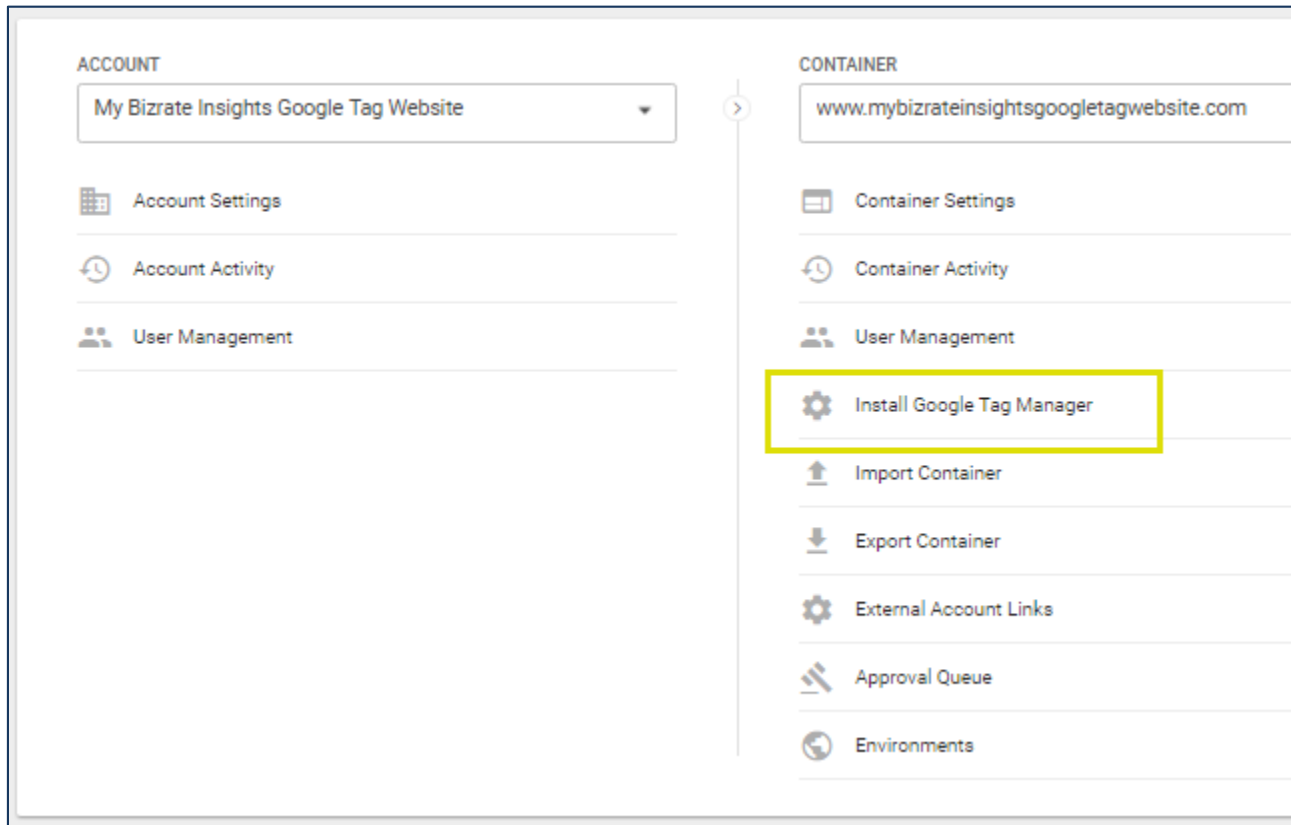 ACCOUNT
My Bizrate Insights Google Tag Website
Account Settings
Account Activity
User Management
CONTAINER
www.mybizrateinsightsgoogletagwebsite.com
Container Settings
Container Activity
User Management
Install Google Tag Manager
Import Container
Export Container
External Account Links
Approval Queue
Environments